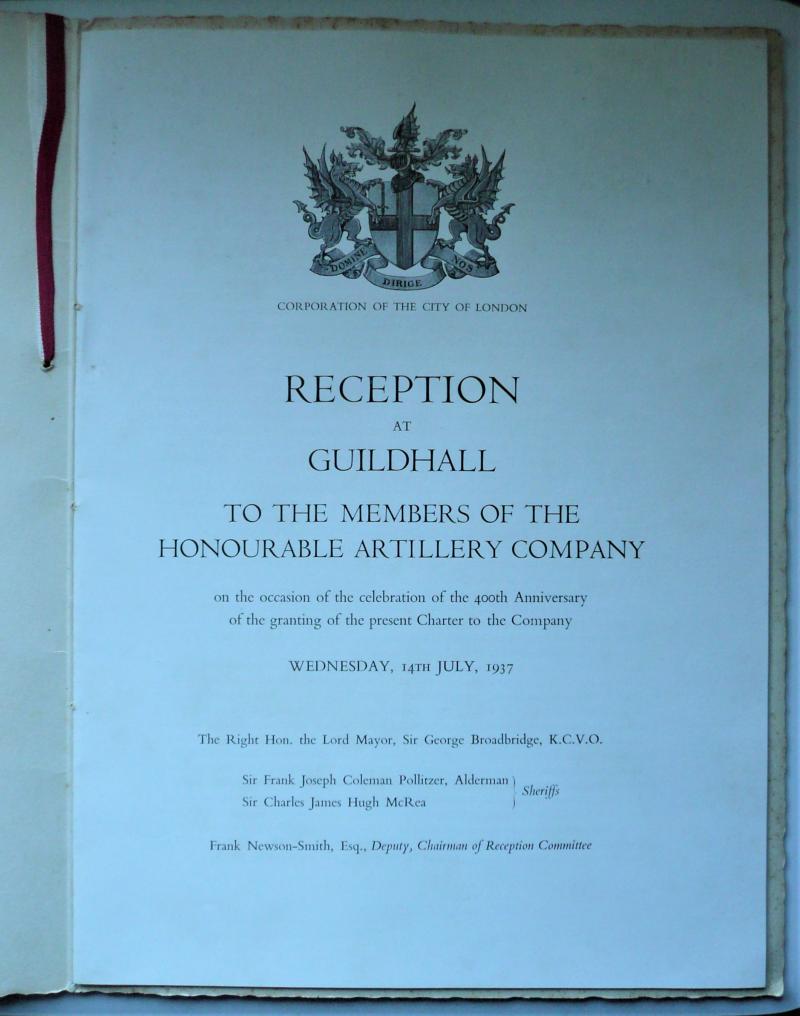 DOMINE DIRIGE NOS
CORPORATION OF THE CITY OF LONDON
RECEPTION
AT
GUILDHALL
TO THE MEMBERS OF THE
HONOURABLE ARTILLERY COMPANY
on the occasion of the celebration of the 400th Anniversary
of the granting of the present Charter to the Company
WEDNESDAY, 14TH JULY, 1937
The Right Hon. the Lord Mayor, Sir George Broadbridge, K.C.V.O.
Sir Frank Joseph Coleman Pollitzer, Alderman
Sir Charles James Hugh McRea
Sheriffs
Frank Newson-Smith, Esq., Deputy, Chairman of Reception Committee